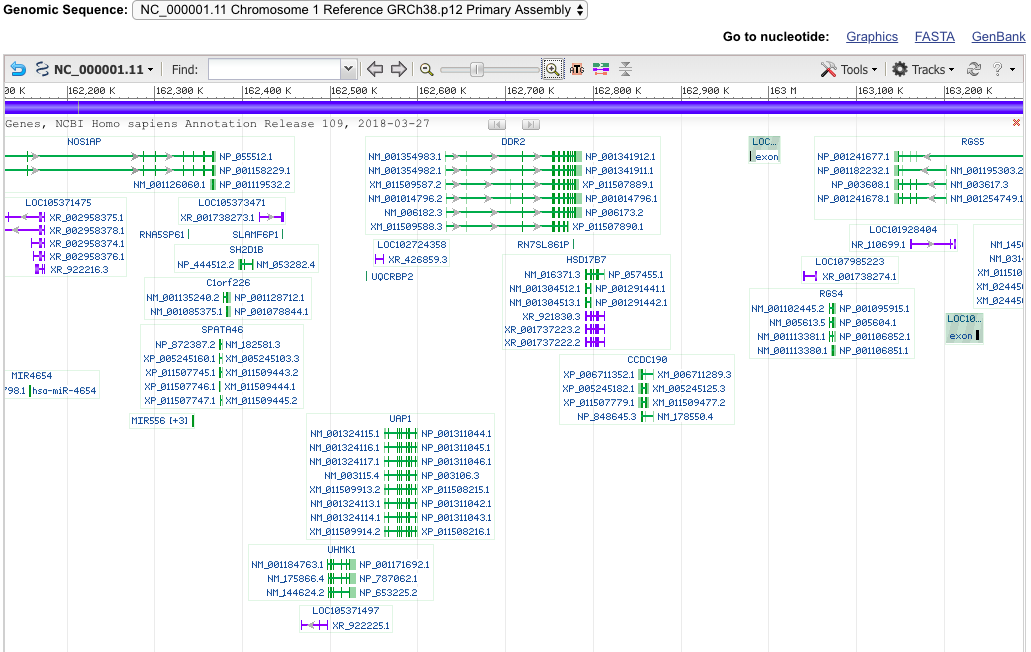 Genomic Sequence: NC_000001.11 Chromosome 1 Reference GRCh38.p12 Primary Assembly
Go to nucleotide: Graphics FASTA GenBank
NC_000001.11 Find: ATG Tools Tracks ?
00 K 162,200 K 162,300 K 162,400 K 162,500 K 162,600 K 162,700 K 162,800 K 162,900 K 163 M 163,100 K 163,200 K
Genes, NCBI Homo sapiens Annotation Release 109, 2018-03-27
NOS1AP
NP_055512.1
NP_001158229.1
NM_001126060.1 NP_001119532.2
LOC105371475
XR_002958375.1
XR_002958378.1
XR_002958374.1
XR_002958376.1
XR_922216.3
LOC105373471
XR_001738273.1
RNA5SP61 SLAMF6P1
SH2D1B
NP_444512.2 NM_053282.4
C1orf226
NM_001135240.2 NP_001128712.1
NM_001085375.1 NP_001078844.1
SPATA46
NP_872387.2 NM_182581.3
XP_005245160.1 XM_005245103.3
XP_011507745.1 XM_011509443.2
XP_011507746.1 XM_011509444.1
XP_011507747.1 XM_011509445.2
MIR4654
798.1 hsa-miR-4654
MIR556 [+3]
DDR2
NM_001354983.1 NP_001341912.1
NM_001354982.1 NP_001341911.1
XM_011509587.2 XP_011507889.1
NM_001014796.2 NP_001014796.1
NM_006182.3 NP_006173.2
XM_011509588.3 XP_011507890.1
LOC102724358
XR_426859.3
RN7SL861P
UQCRBP2
HSD17B7
NM_016371.3 NP_057455.1
NM_001304512.1 NP_001291441.1
NM_001304513.1 NP_001291442.1
XR_921830.3
XR_001737223.2
XR_001737222.2
CCDC190
XP_006711352.1 XM_006711289.3
XP_005245182.1 XM_005245125.3
XP_011507779.1 XM_011509477.2
NP_848645.3 NM_178550.4
UAP1
NM_001324115.1 NP_001311044.1
NM_001324116.1 NP_001311045.1
NM_001324117.1 NP_001311046.1
NM_003115.4 NP_003106.3
XM_011509913.2 XP_011508215.1
NM_001324113.1 NP_001311042.1
NM_001324114.1 NP_001311043.1
XM_011509914.2 XP_011508216.1
UHMK1
NM_001184763.1 NP_001171692.1
NM_175866.4 NP_787062.1
NM_144624.2 NP_653225.2
LOC105371497
XR_922225.1
LOC...
exon
RGS5
NP_001241677.1
NP_001182232.1 NM_001195303.2
NP_003608.1 NM_003617.3
NP_001241678.1 NM_001254749.1
LOC101928404
NR_110699.1
LOC107985223
XR_001738274.1
RGS4
NM_001102445.2 NP_001095915.1
NM_005613.5 NP_005604.1
NM_001113381.1 NP_001106852.1
NM_001113380.1 NP_001106851.1
NM_145
NM_031
XM_01151
XM_02445
XM_02445
LOC10...
exon